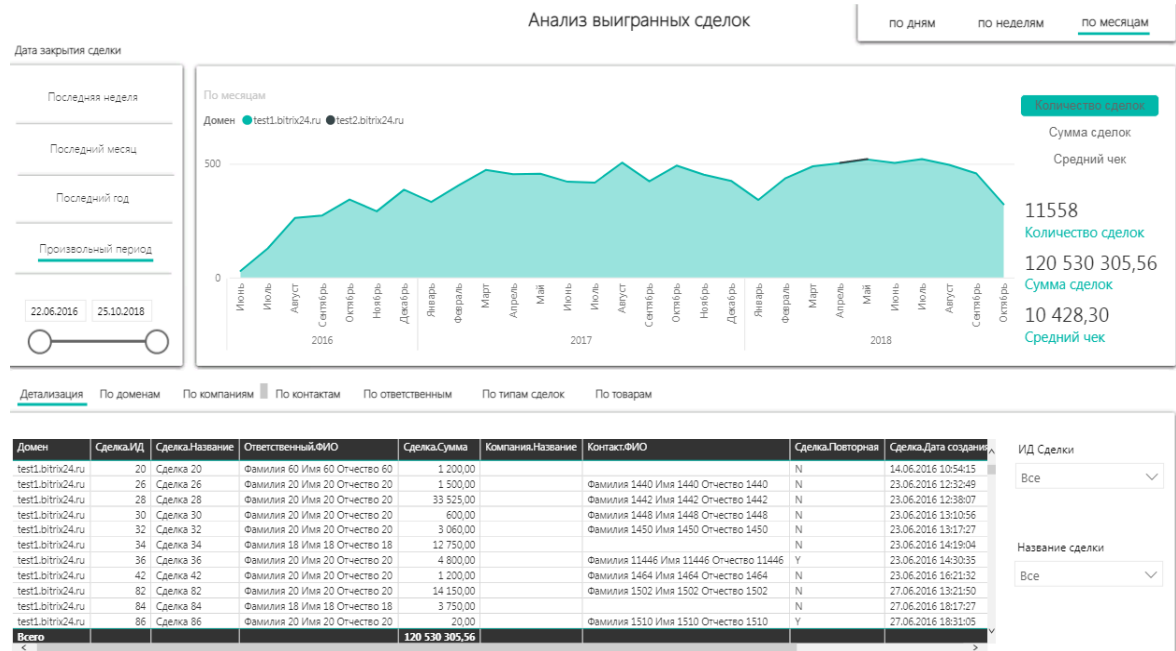 Анализ выигранных сделок
по дням по неделям по месяцам
Дата закрытия сделки
Последняя неделя
Последний месяц
Последний год
Произвольный период
22.06.2016 25.10.2018
По месяцам
Домен test1.bitrix24.ru test2.bitrix24.ru
500
0
Июнь Июль Август Сентябрь Октябрь Ноябрь Декабрь Январь Февраль Март Апрель Май Июнь Июль Август Сентябрь Октябрь Ноябрь Декабрь Январь Февраль Март Апрель Май Июнь Июль Август Сентябрь Октябрь
2016 2017 2018
Количество сделок
Сумма сделок
Средний чек
11558
Количество сделок
120 530 305,56
Сумма сделок
10 428,30
Средний чек
Детализация По доменам По компаниям По контактам По ответственным По типам сделок По товарам
Домен Сделка.ИД Сделка.Название Ответственный.ФИО Сделка.Сумма Компания.Название Контакт.ФИО Сделка.Повторная Сделка.Дата создания
test1.bitrix24.ru 20 Сделка 20 Фамилия 60 Имя 60 Отчество 60 1 200,00 N 14.06.2016 10:54:15
test1.bitrix24.ru 26 Сделка 26 Фамилия 20 Имя 20 Отчество 20 1 500,00 Фамилия 1440 Имя 1440 Отчество 1440 N 23.06.2016 12:32:49
test1.bitrix24.ru 28 Сделка 28 Фамилия 20 Имя 20 Отчество 20 33 525,00 Фамилия 1442 Имя 1442 Отчество 1442 N 23.06.2016 12:38:07
test1.bitrix24.ru 30 Сделка 30 Фамилия 20 Имя 20 Отчество 20 600,00 Фамилия 1448 Имя 1448 Отчество 1448 N 23.06.2016 13:10:56
test1.bitrix24.ru 32 Сделка 32 Фамилия 20 Имя 20 Отчество 20 3 060,00 Фамилия 1450 Имя 1450 Отчество 1450 N 23.06.2016 13:17:27
test1.bitrix24.ru 34 Сделка 34 Фамилия 18 Имя 18 Отчество 18 12 750,00 N 23.06.2016 14:19:04
test1.bitrix24.ru 36 Сделка 36 Фамилия 20 Имя 20 Отчество 20 4 800,00 Фамилия 11446 Имя 11446 Отчество 11446 Y 23.06.2016 14:30:35
test1.bitrix24.ru 42 Сделка 42 Фамилия 20 Имя 20 Отчество 20 1 200,00 Фамилия 1464 Имя 1464 Отчество 1464 N 23.06.2016 16:21:32
test1.bitrix24.ru 82 Сделка 82 Фамилия 20 Имя 20 Отчество 20 14 150,00 Фамилия 1502 Имя 1502 Отчество 1502 N 27.06.2016 13:21:50
test1.bitrix24.ru 84 Сделка 84 Фамилия 18 Имя 18 Отчество 18 3 750,00 N 27.06.2016 18:17:27
test1.bitrix24.ru 86 Сделка 86 Фамилия 20 Имя 20 Отчество 20 20,00 Фамилия 1510 Имя 1510 Отчество 1510 Y 27.06.2016 18:31:05
Всего 120 530 305,56
ИД Сделки
Все
Название сделки
Все